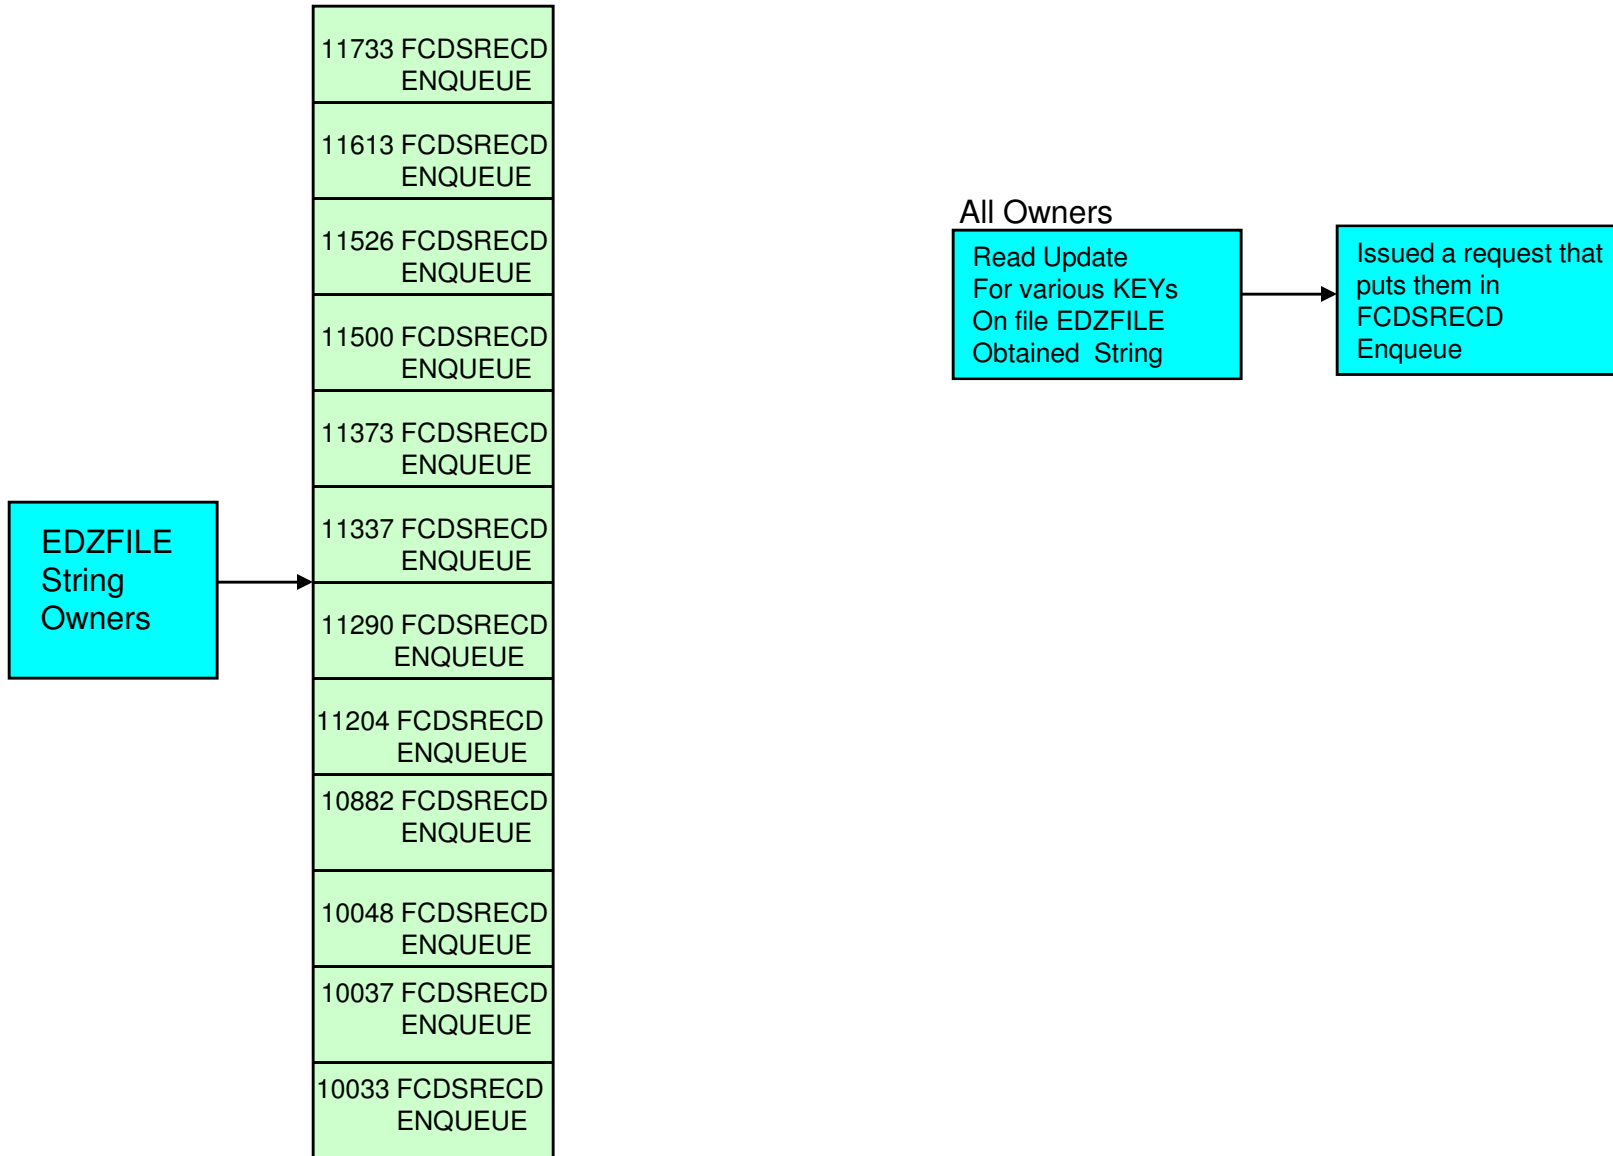 11733 FCDSRECD
ENQUEUE
11613 FCDSRECD
ENQUEUE
11526 FCDSRECD
ENQUEUE
11500 FCDSRECD
ENQUEUE
11373 FCDSRECD
ENQUEUE
11337 FCDSRECD
ENQUEUE
11290 FCDSRECD
ENQUEUE
11204 FCDSRECD
ENQUEUE
10882 FCDSRECD
ENQUEUE
10048 FCDSRECD
ENQUEUE
10037 FCDSRECD
ENQUEUE
10033 FCDSRECD
ENQUEUE
EDZFILE
String
Owners
All Owners
Read Update
For various KEYs
On file EDZFILE
Obtained String
Issued a request that
puts them in
FCDSRECD
Enqueue